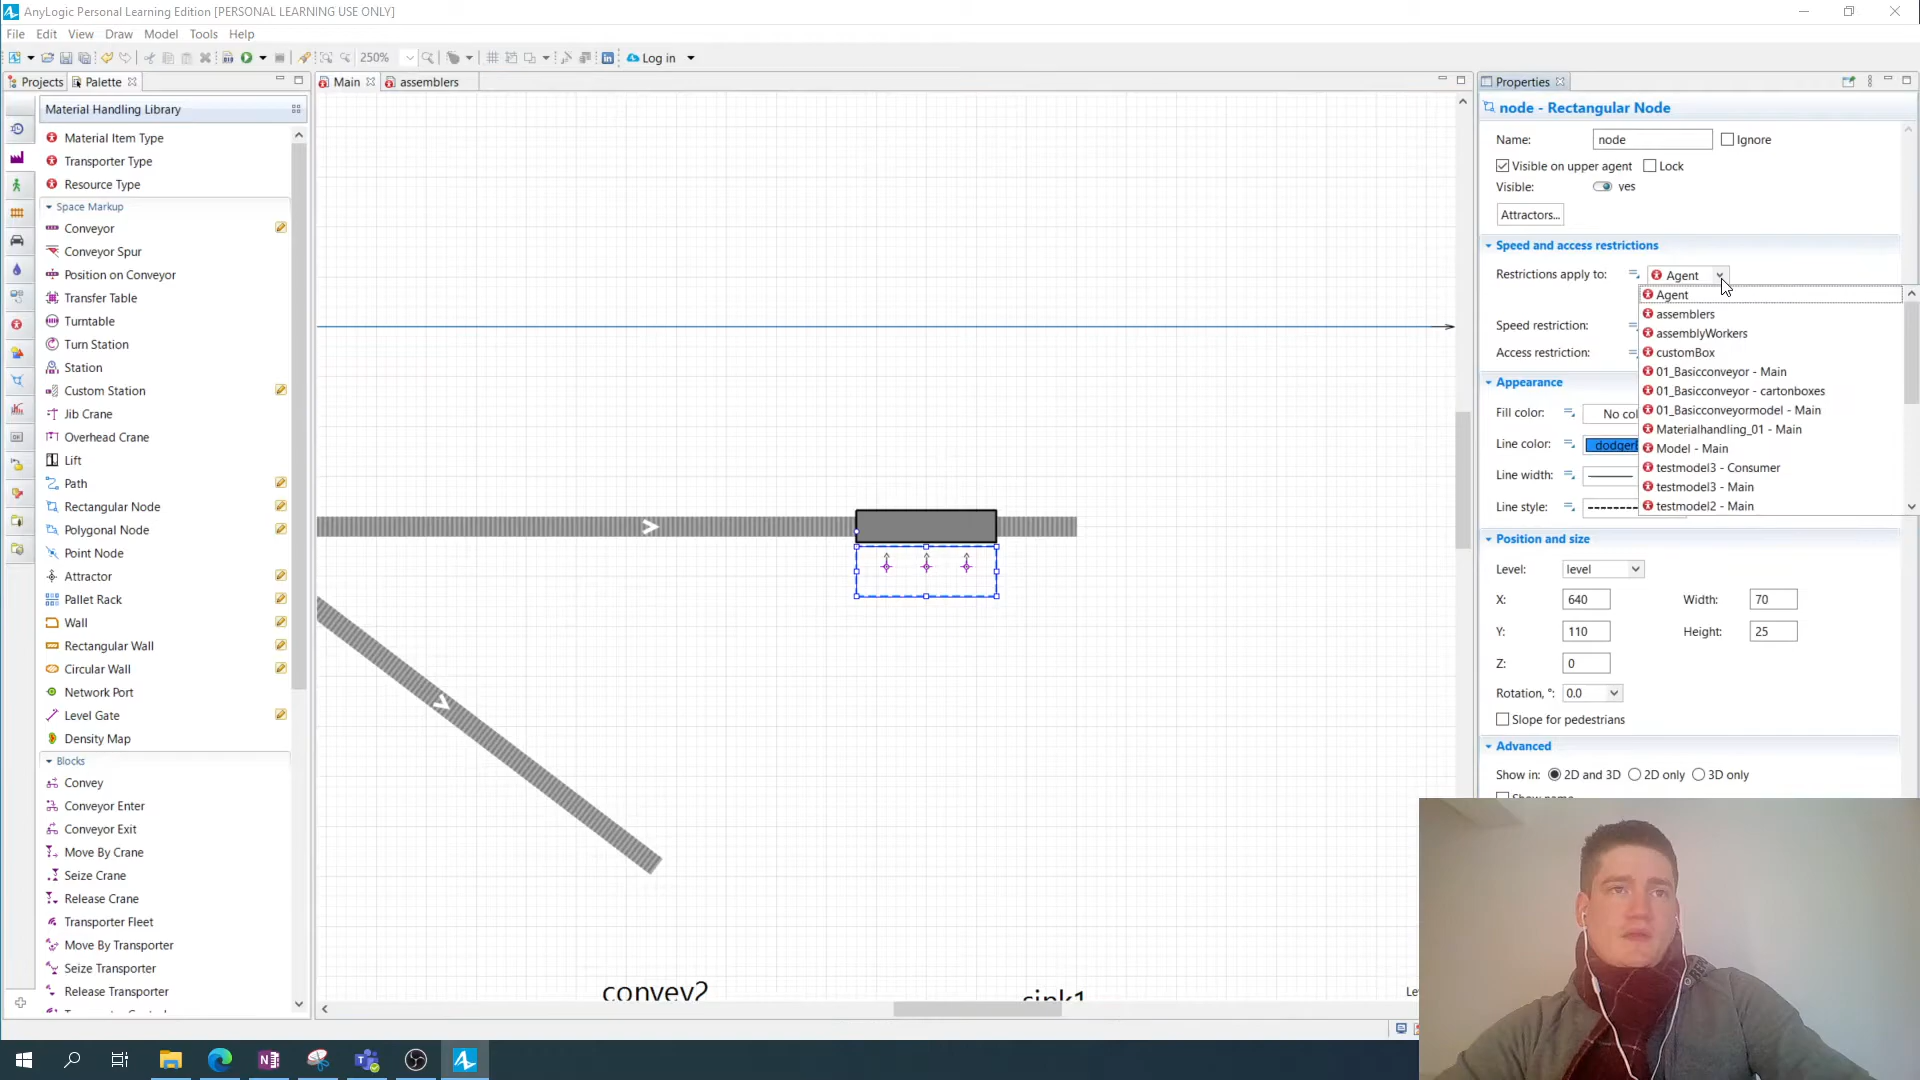 AnyLogic Personal Learning Edition [PERSONAL LEARNING USE ONLY]
File Edit View Draw Model Tools Help
250% Log in
Projects Palette Main assemblers Properties
Material Handling Library
Material Item Type
Transporter Type
Resource Type
Space Markup
Conveyor
Conveyor Spur
Position on Conveyor
Transfer Table
Turntable
Turn Station
Station
Custom Station
Jib Crane
Overhead Crane
Lift
Path
Rectangular Node
Polygonal Node
Point Node
Attractor
Pallet Rack
Wall
Rectangular Wall
Circular Wall
Network Port
Level Gate
Density Map
Blocks
Convey
Conveyor Enter
Conveyor Exit
Move By Crane
Seize Crane
Release Crane
Transporter Fleet
Move By Transporter
Seize Transporter
Release Transporter
convey2
sink1
node - Rectangular Node
Name: node Ignore
Visible on upper agent Lock
Visible: yes
Attractors...
Speed and access restrictions
Restrictions apply to: Agent
Agent
assemblers
Speed restriction:
assemblyWorkers
Access restriction:
customBox
01_Basicconveyor - Main
Appearance
01_Basicconveyor - cartonboxes
Fill color: No col
01_Basicconveyormodel - Main
Materialhandling_01 - Main
Line color: dodgerB
Model - Main
testmodel3 - Consumer
Line width:
testmodel3 - Main
Line style:
testmodel2 - Main
Position and size
Level: level
X: 640 Width: 70
Y: 110 Height: 25
Z: 0
Rotation, °: 0.0
Slope for pedestrians
Advanced
Show in: 2D and 3D 2D only 3D only
Show name